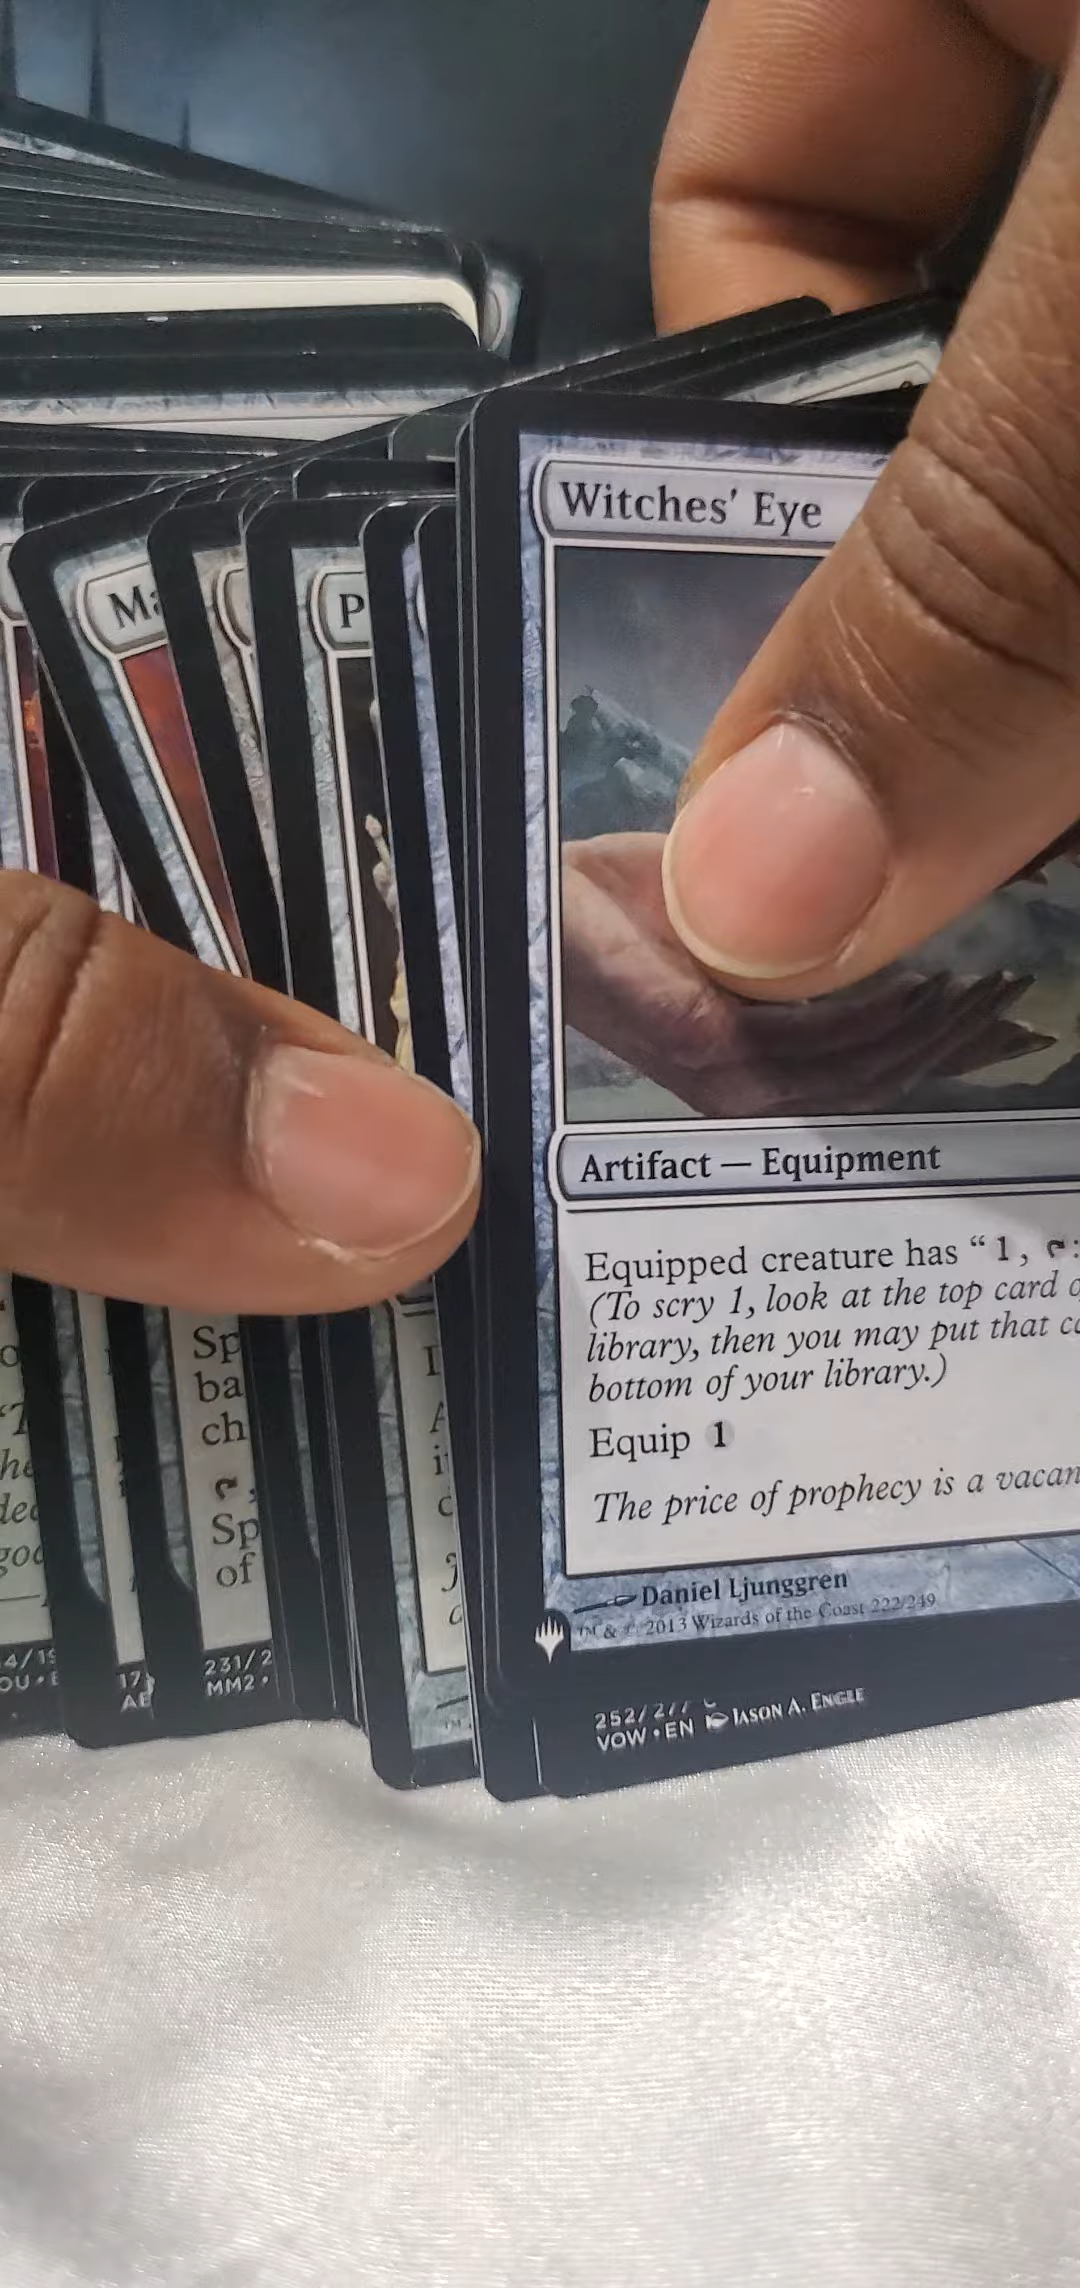 Witches' Eye
Ma
P
Artifact — Equipment
Equipped creature has “1, :
(To scry 1, look at the top card o
library, then you may put that ca
bottom of your library.)
Equip 1
The price of prophecy is a vacan
Daniel Ljunggren
™ & © 2013 Wizards of the Coast 222/249
252/277 C
VOW • EN JASON A. ENGLE
Sp
ba
ch
Sp
of
231/2
MM2 •
17
AE
4/19
OU • E